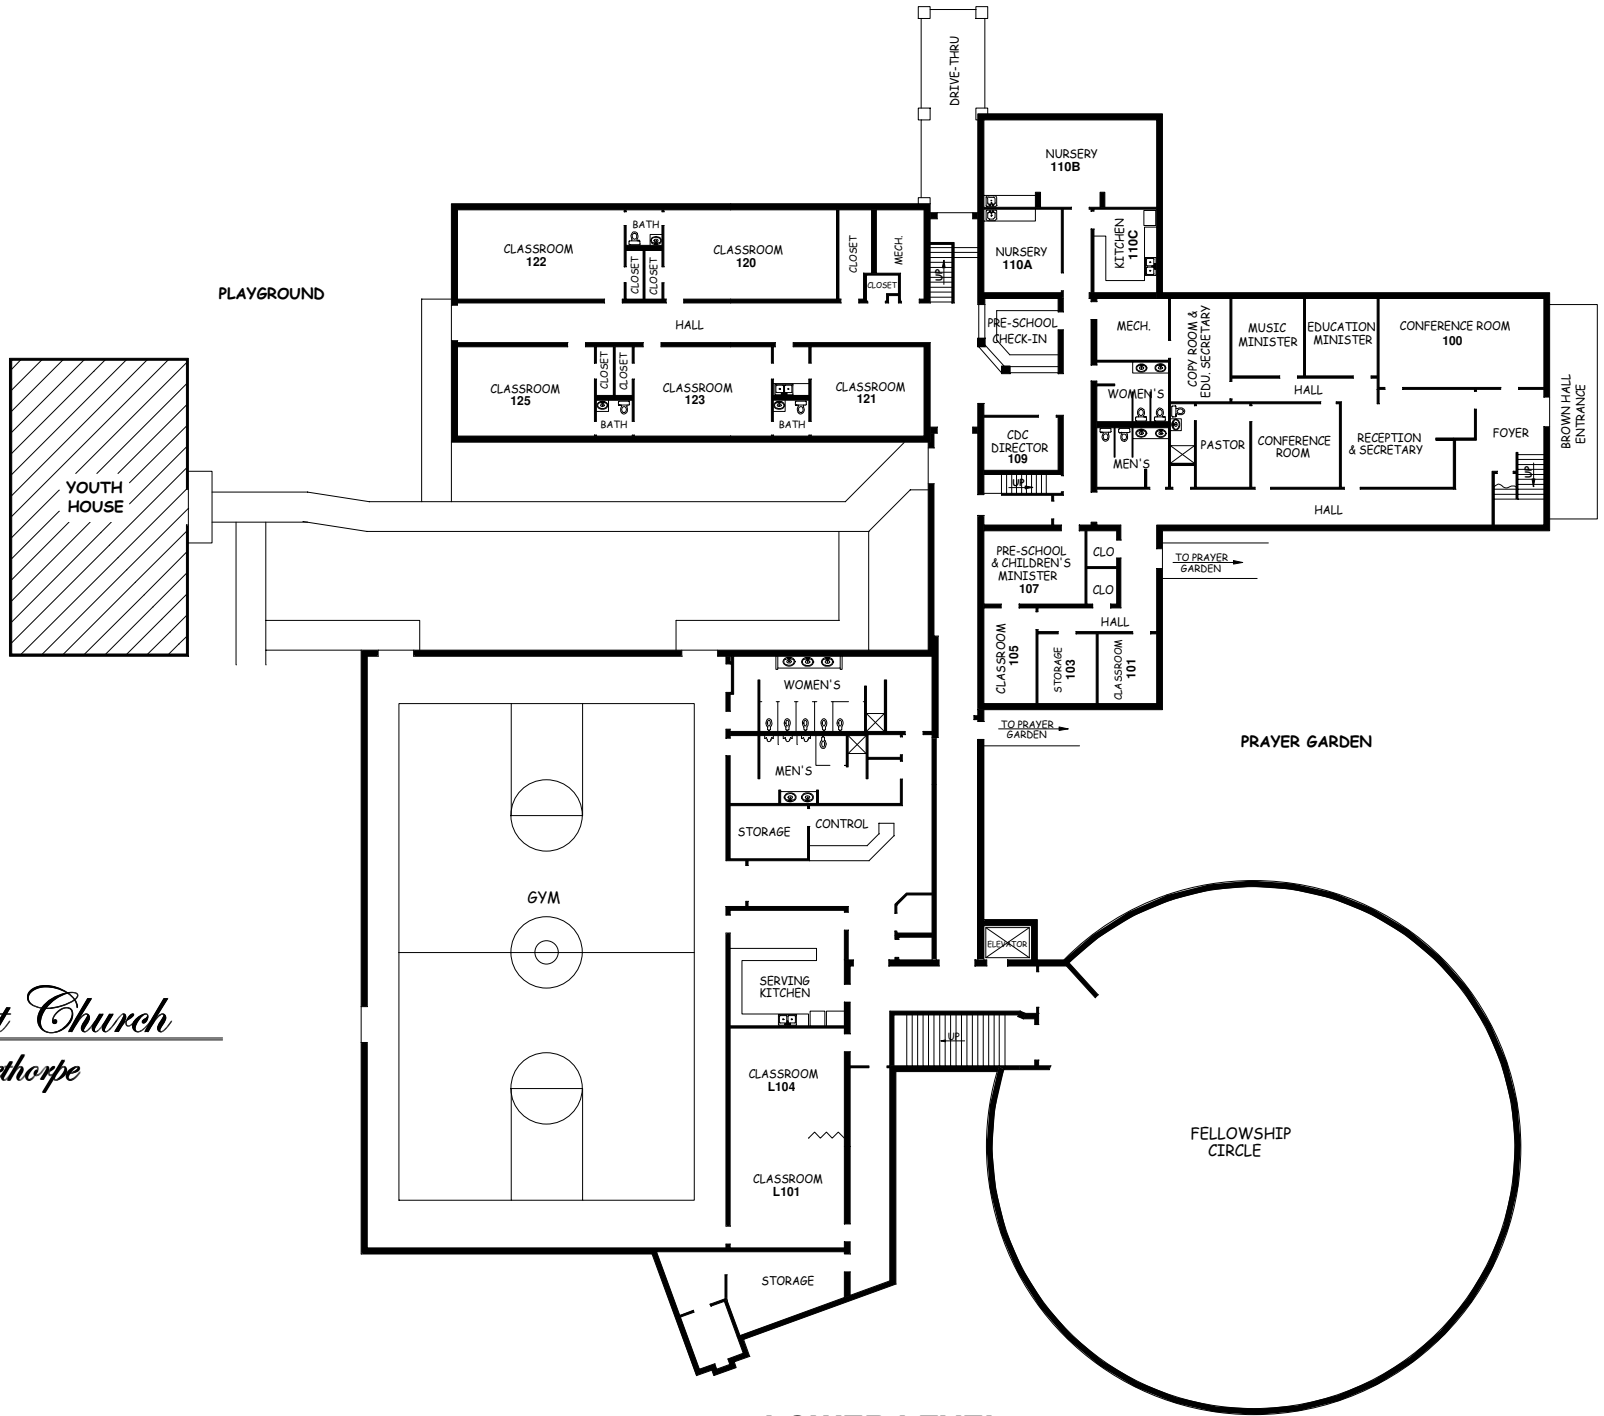 DRIVE-THRU
NURSERY
110B
NURSERY
110A
KITCHEN
110C
CLASSROOM
122
BATH
CLOSET
CLOSET
CLASSROOM
120
CLOSET
MECH.
CLOSET
UP
PLAYGROUND
HALL
PRE-SCHOOL
CHECK-IN
MECH.
COPY ROOM &
EDU. SECRETARY
MUSIC
MINISTER
EDUCATION
MINISTER
CONFERENCE ROOM
100
BROWN HALL
ENTRANCE
CLASSROOM
125
CLOSET
CLOSET
BATH
CLASSROOM
123
BATH
CLASSROOM
121
WOMEN'S
HALL
CDC
DIRECTOR
109
UP
MEN'S
PASTOR
CONFERENCE
ROOM
RECEPTION
& SECRETARY
FOYER
UP
HALL
YOUTH
HOUSE
PRE-SCHOOL
& CHILDREN'S
MINISTER
107
CLO
CLO
TO PRAYER
GARDEN
HALL
CLASSROOM
105
STORAGE
103
CLASSROOM
101
TO PRAYER
GARDEN
PRAYER GARDEN
WOMEN'S
MEN'S
STORAGE
CONTROL
GYM
ELEVATOR
SERVING
KITCHEN
UP
t Church
ethorpe
CLASSROOM
L104
CLASSROOM
L101
FELLOWSHIP
CIRCLE
STORAGE
LOWER LEVEL